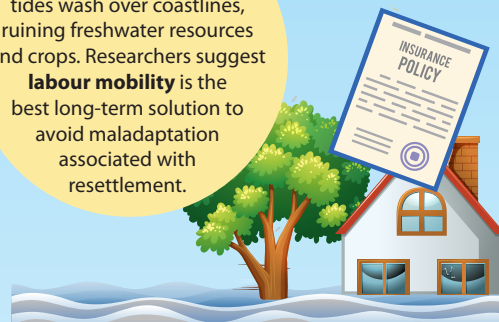 tides wash over coastlines,
ruining freshwater resources
nd crops. Researchers suggest
labour mobility is the
best long-term solution to
avoid maladaptation
associated with
resettlement.
INSURANCE
POLICY